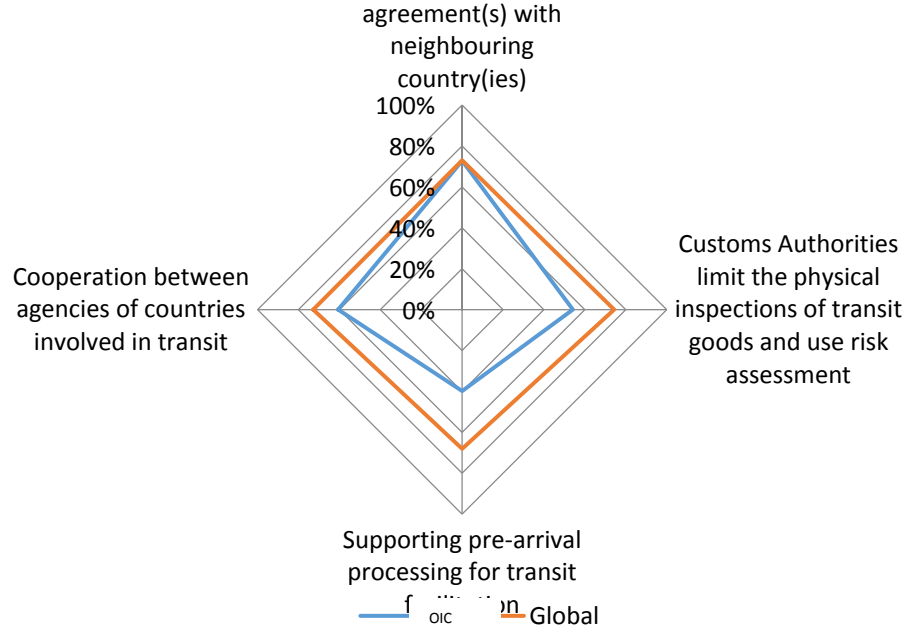 agreement(s) with
neighbouring
country(ies)
100%
80%
60%
40%
20%
0%
Customs Authorities
limit the physical
inspections of transit
goods and use risk
assessment
Cooperation between
agencies of countries
involved in transit
Supporting pre-arrival
processing for transit
OIC
Global